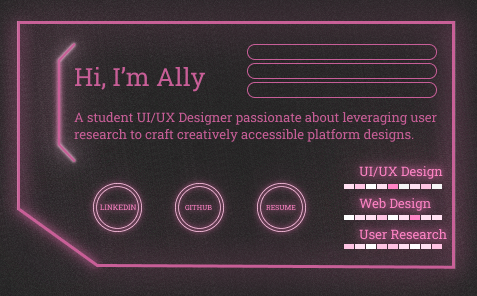 Hi, I’m Ally
A student UI/UX Designer passionate about leveraging user
research to craft creatively accessible platform designs.
LINKEDIN
GITHUB
RESUME
UI/UX Design
Web Design
User Research